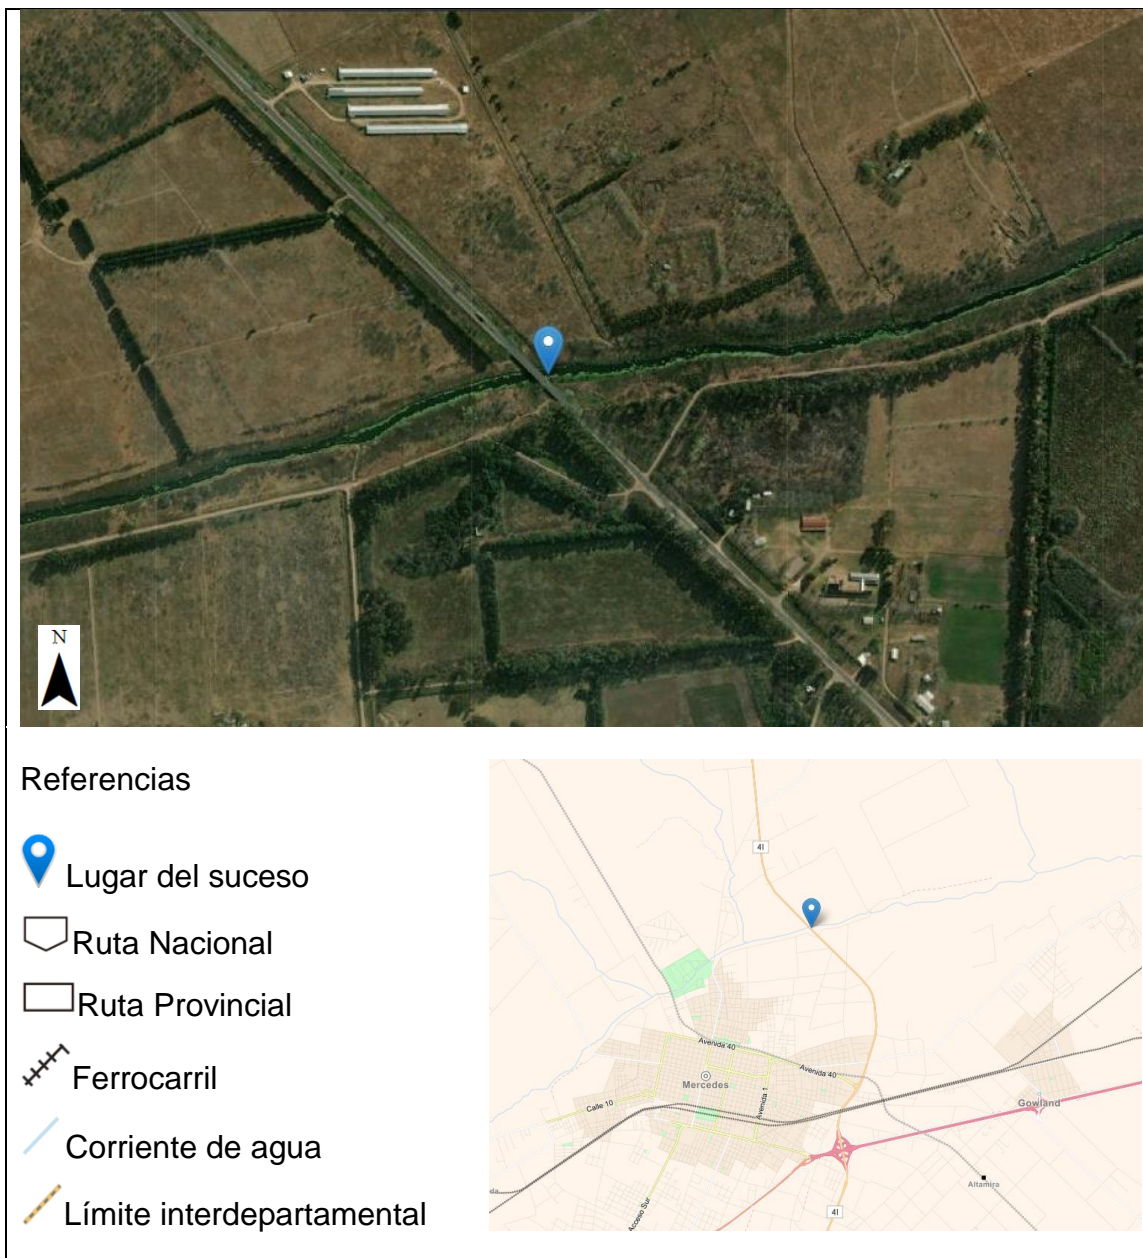 N
Referencias
Lugar del suceso
Ruta Nacional
Ruta Provincial
Ferrocarril
Corriente de agua
Límite interdepartamental
41
Avenida 40
Avenida 40
Mercedes
Avenida 1
Calle 10
Gowland
Altamira
Acceso Sur
41